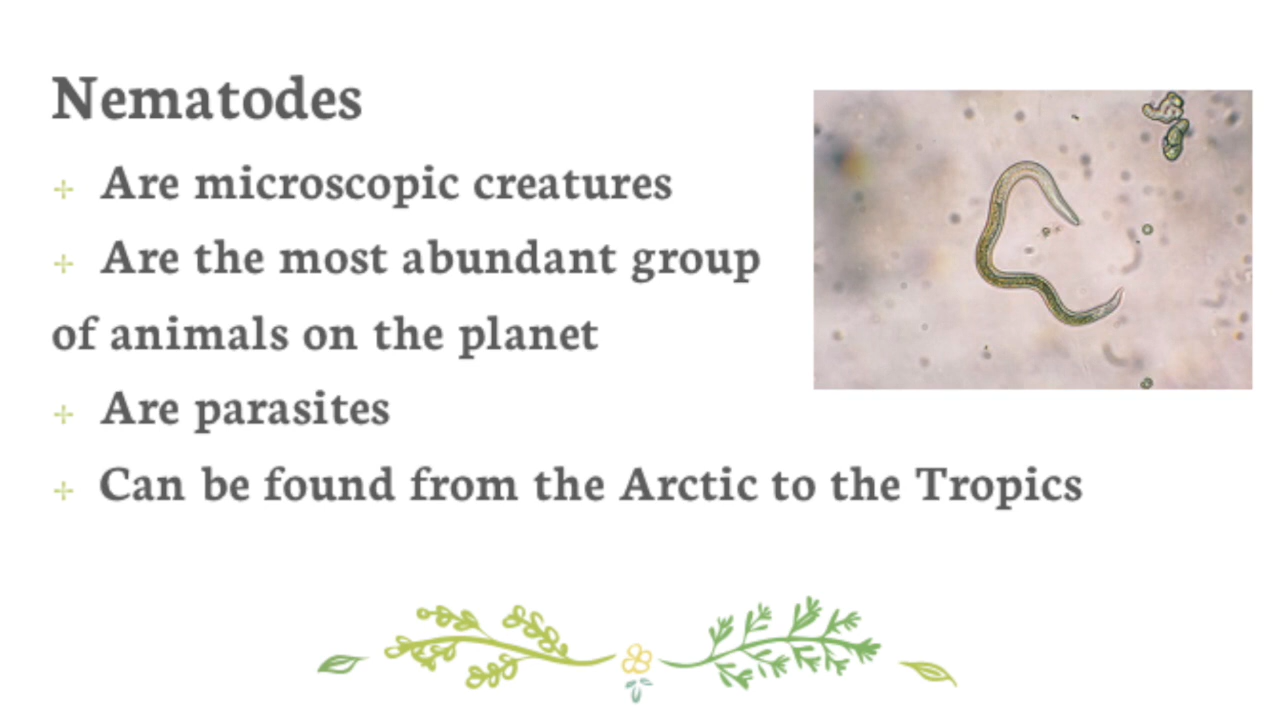 Nematodes
+ Are microscopic creatures
+ Are the most abundant group
of animals on the planet
+ Are parasites
+ Can be found from the Arctic to the Tropics